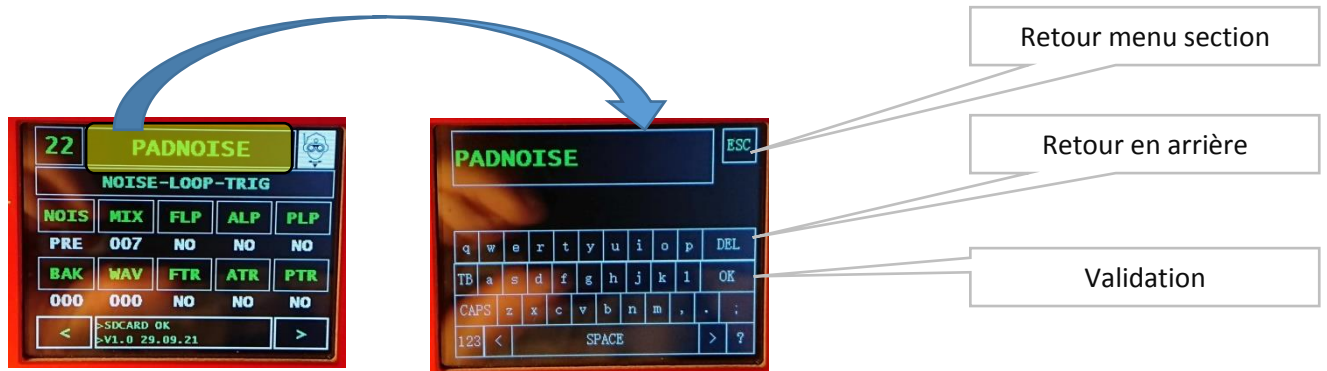 Retour menu section
Retour en arrière
Validation
22 PADNOISE
NOISE-LOOP-TRIG
NOIS MIX FLP ALP PLP
PRE 007 NO NO NO
BAK WAV FTR ATR PTR
000 000 NO NO NO
< >SDCARD OK >
>V1.0 29.09.21
PADNOISE ESC
q w e r t y u i o p DEL
TB a s d f g h j k l OK
CAPS z x c v b n m , . ;
123 < SPACE > ?